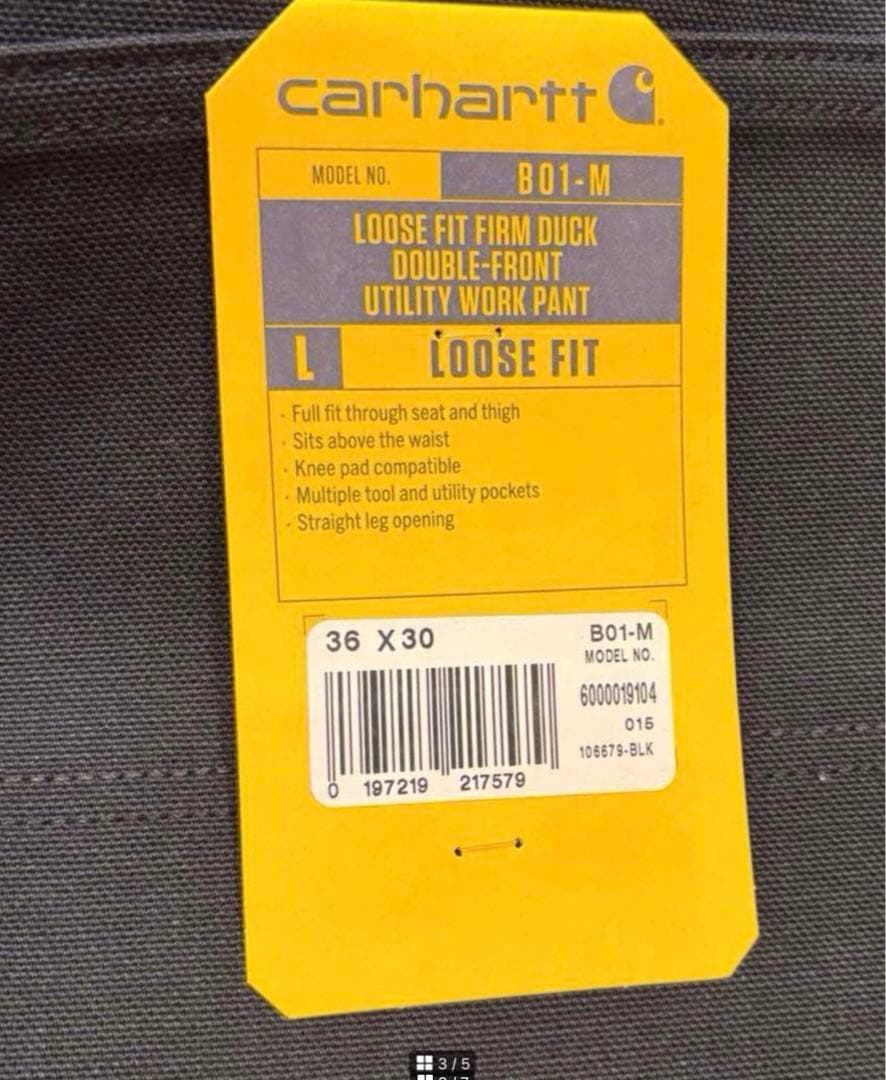 carhartt
MODEL NO. B01-M
LOOSE FIT FIRM DUCK
DOUBLE-FRONT
UTILITY WORK PANT
L LOOSE FIT
· Full fit through seat and thigh
· Sits above the waist
· Knee pad compatible
· Multiple tool and utility pockets
· Straight leg opening
36 X 30 B01-M
MODEL NO.
6000019104
015
106679-BLK
0 197219 217579
3 / 5